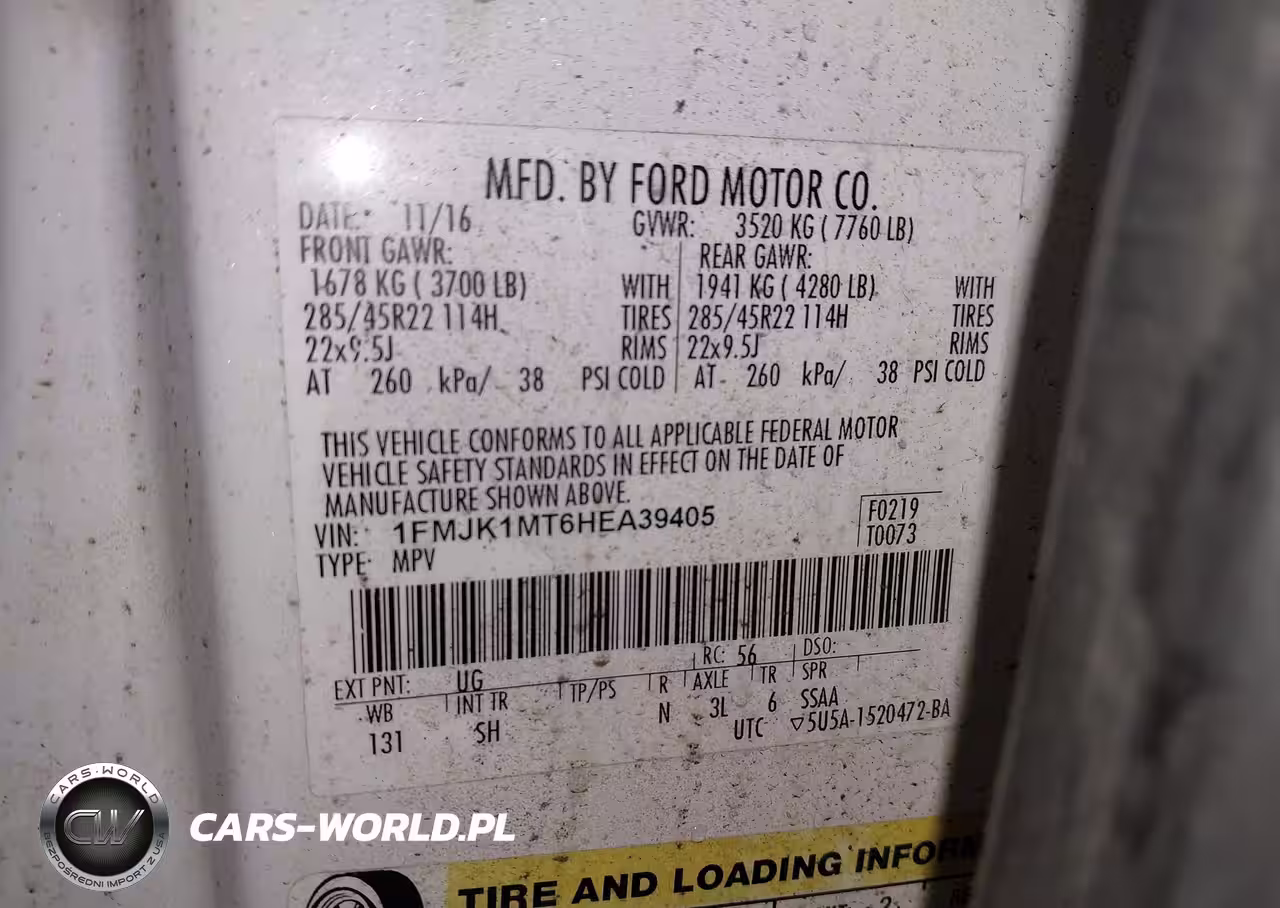 MFD. BY FORD MOTOR CO.
DATE: 11/16 GVWR: 3520 KG ( 7760 LB)
FRONT GAWR: REAR GAWR:
1678 KG ( 3700 LB) WITH 1941 KG ( 4280 LB) WITH
285/45R22 114H TIRES 285/45R22 114H TIRES
22x9.5J RIMS 22x9.5J RIMS
AT 260 kPa/ 38 PSI COLD AT 260 kPa/ 38 PSI COLD
THIS VEHICLE CONFORMS TO ALL APPLICABLE FEDERAL MOTOR
VEHICLE SAFETY STANDARDS IN EFFECT ON THE DATE OF
MANUFACTURE SHOWN ABOVE.
VIN: 1FMJK1MT6HEA39405 F0219
TYPE: MPV T0073
EXT PNT: UG RC: 56 DSO:
WB INT TR TP/PS R AXLE TR SPR
131 SH N 3L 6 SSAA
UTC ▽5U5A-1520472-BA
CARS-WORLD
CW
BEZPOŚREDNI IMPORT Z USA
CARS-WORLD.PL
TIRE AND LOADING INFORM